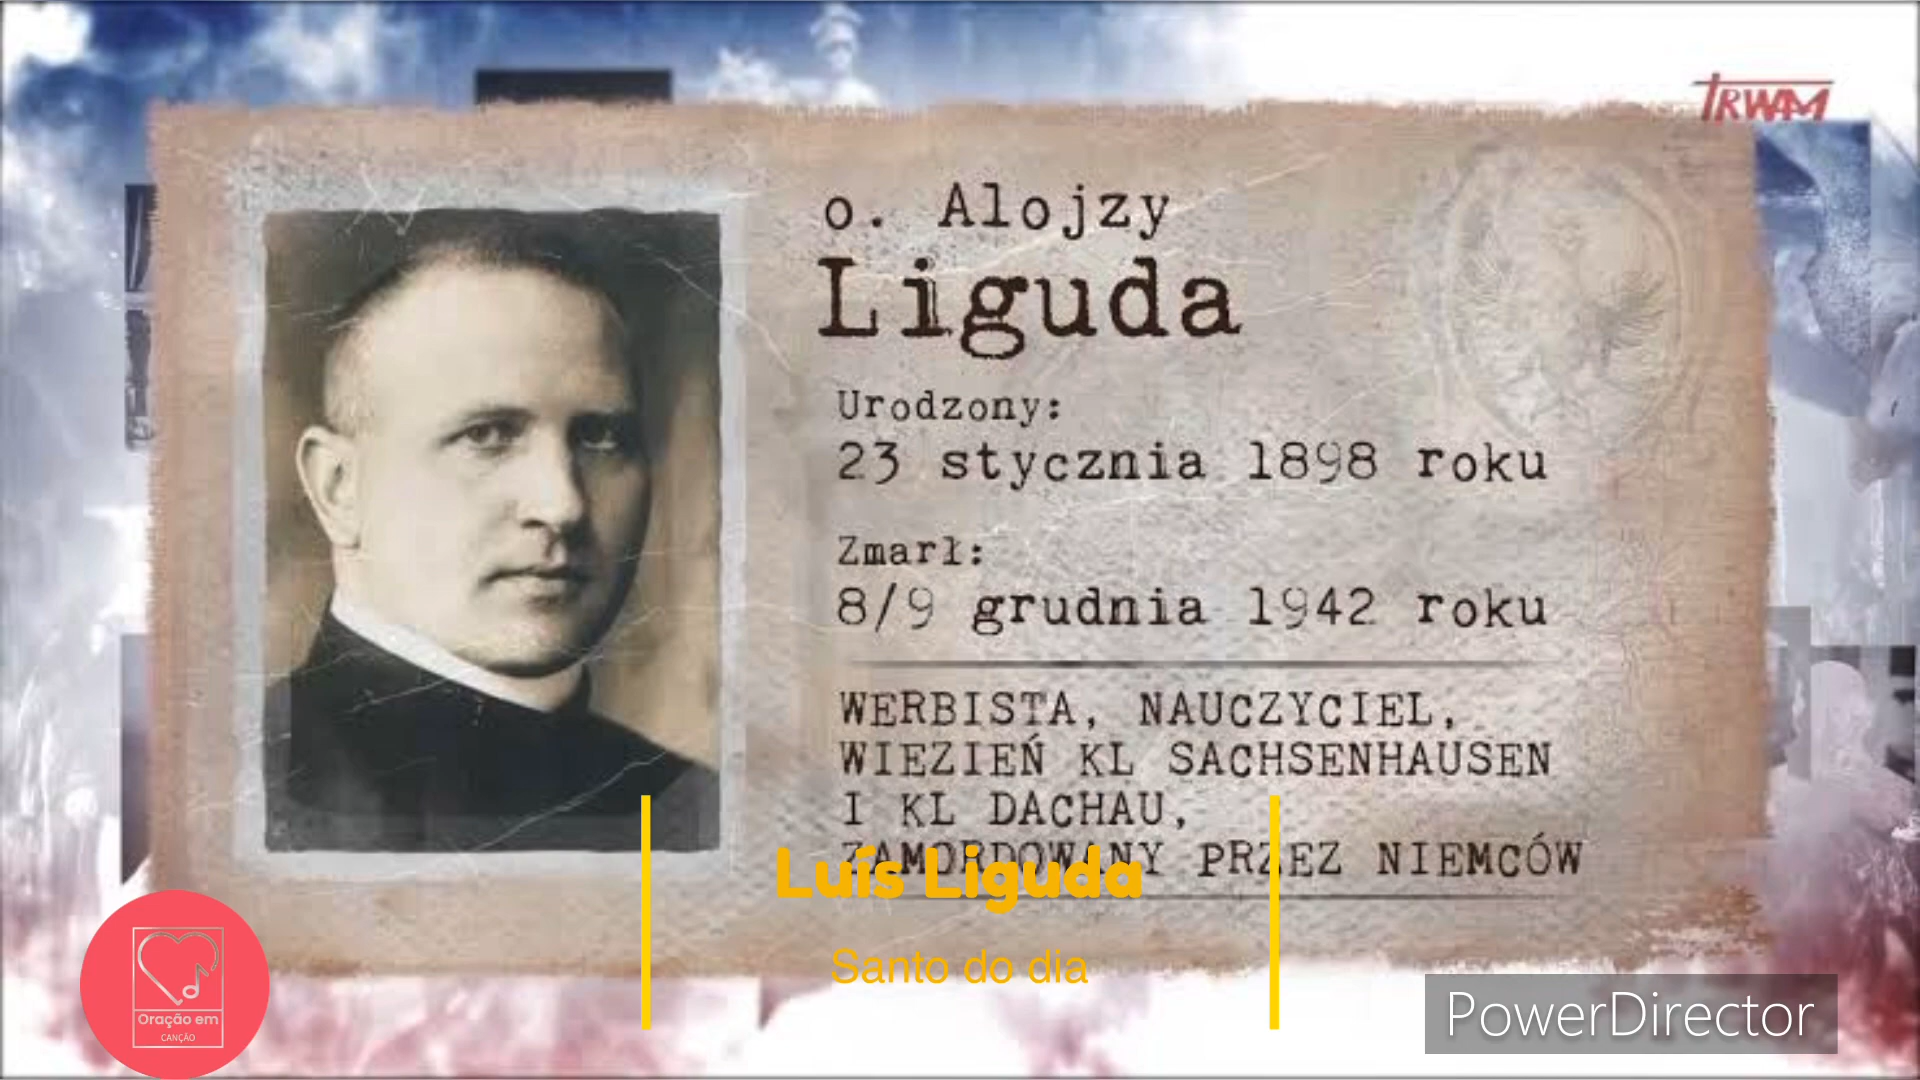 TRWAM
o. Alojzy
Liguda
Urodzony:
23 stycznia 1898 roku
Zmarł:
8/9 grudnia 1942 roku
WERBISTA, NAUCZYCIEL,
WIEZIEŃ KL SACHSENHAUSEN
I KL DACHAU,
ZAMORDOWANY PRZEZ NIEMCÓW
Luís Liguda
Santo do dia
Oração em
CANÇÃO
PowerDirector